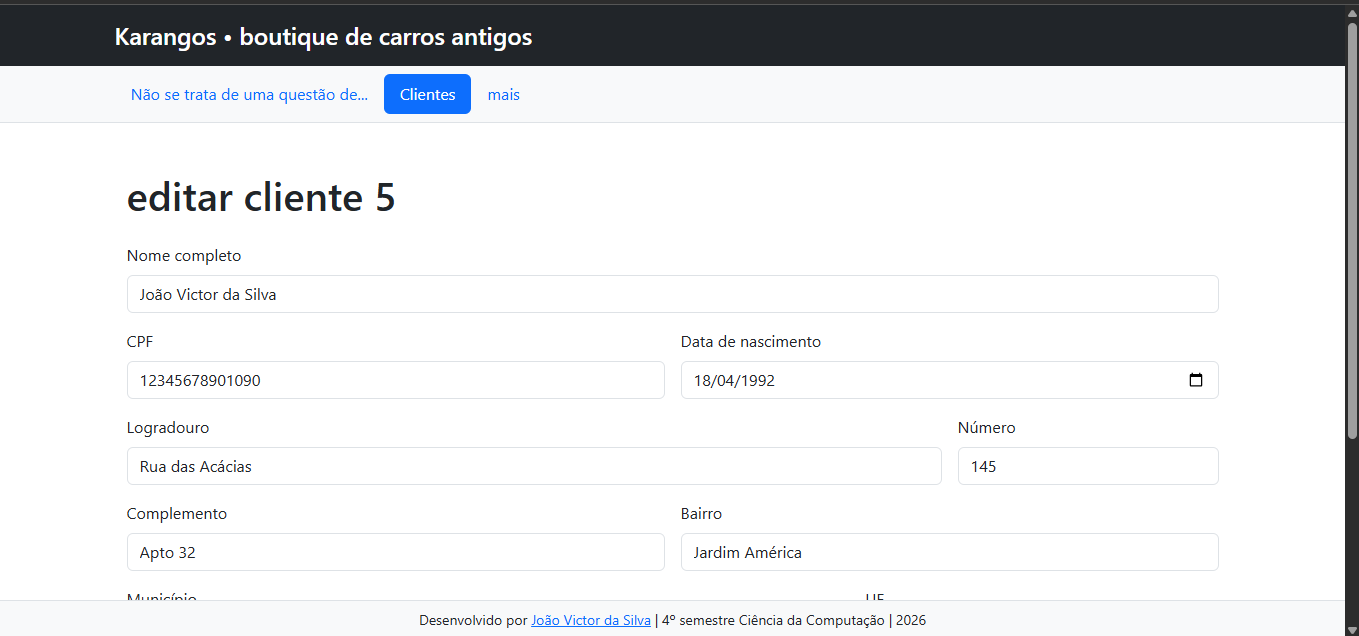 Karangos • boutique de carros antigos
Não se trata de uma questão de... Clientes mais
editar cliente 5
Nome completo
João Victor da Silva
CPF Data de nascimento
12345678901090 18/04/1992
Logradouro Número
Rua das Acácias 145
Complemento Bairro
Apto 32 Jardim América
Município UF
Desenvolvido por João Victor da Silva | 4º semestre Ciência da Computação | 2026